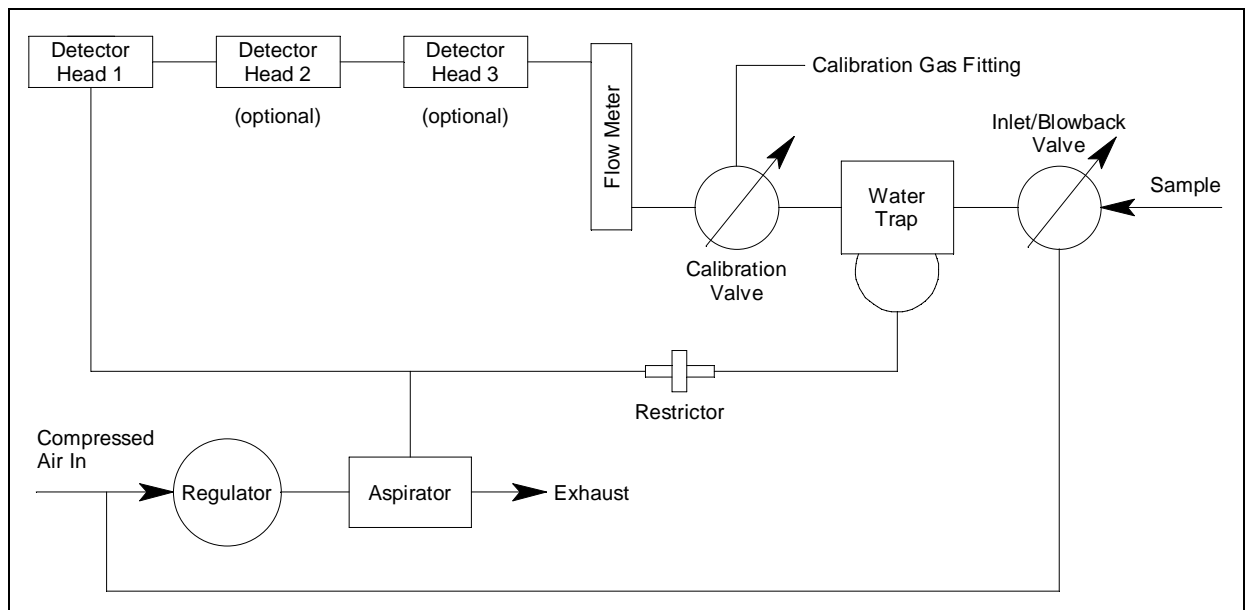 Detector
Head 1
Detector
Head 2
(optional)
Detector
Head 3
(optional)
Flow Meter
Calibration Gas Fitting
Inlet/Blowback
Valve
Sample
Water
Trap
Calibration
Valve
Restrictor
Compressed
Air In
Regulator
Aspirator
Exhaust